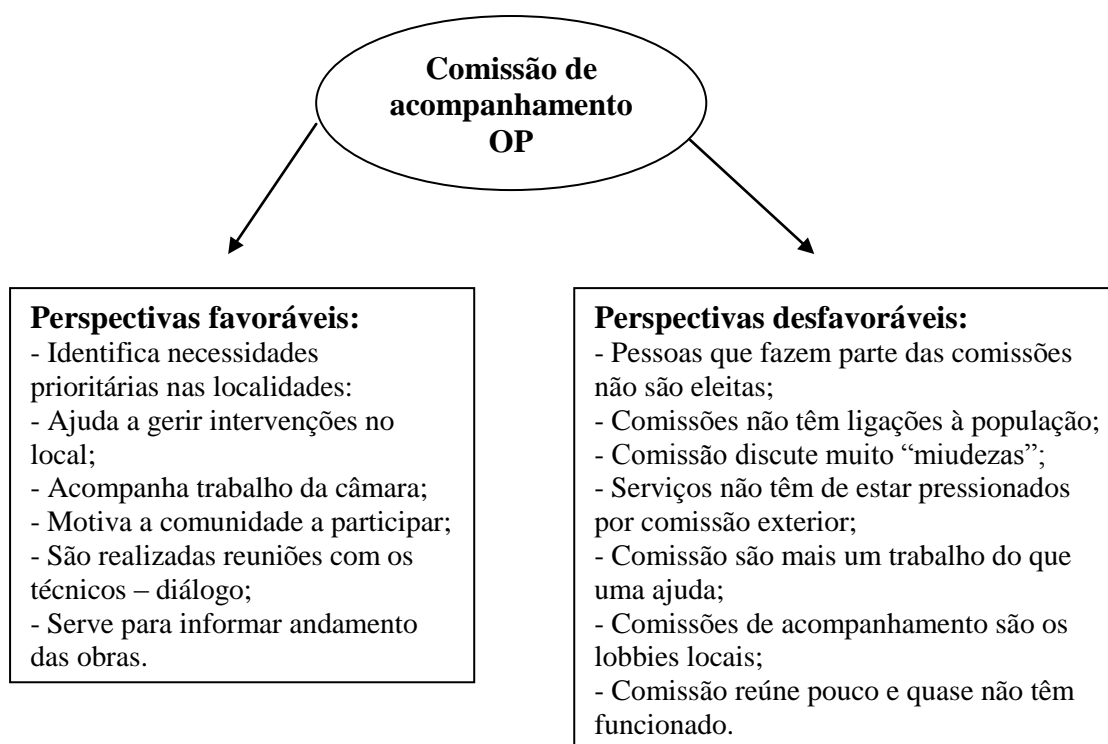 Comissão de
acompanhamento
OP
Perspectivas favoráveis:
- Identifica necessidades
prioritárias nas localidades:
- Ajuda a gerir intervenções no
local;
- Acompanha trabalho da câmara;
- Motiva a comunidade a participar;
- São realizadas reuniões com os
técnicos – diálogo;
- Serve para informar andamento
das obras.
Perspectivas desfavoráveis:
- Pessoas que fazem parte das comissões
não são eleitas;
- Comissões não têm ligações à população;
- Comissão discute muito “miudezas”;
- Serviços não têm de estar pressionados
por comissão exterior;
- Comissão são mais um trabalho do que
uma ajuda;
- Comissões de acompanhamento são os
lobbies locais;
- Comissão reúne pouco e quase não têm
funcionado.